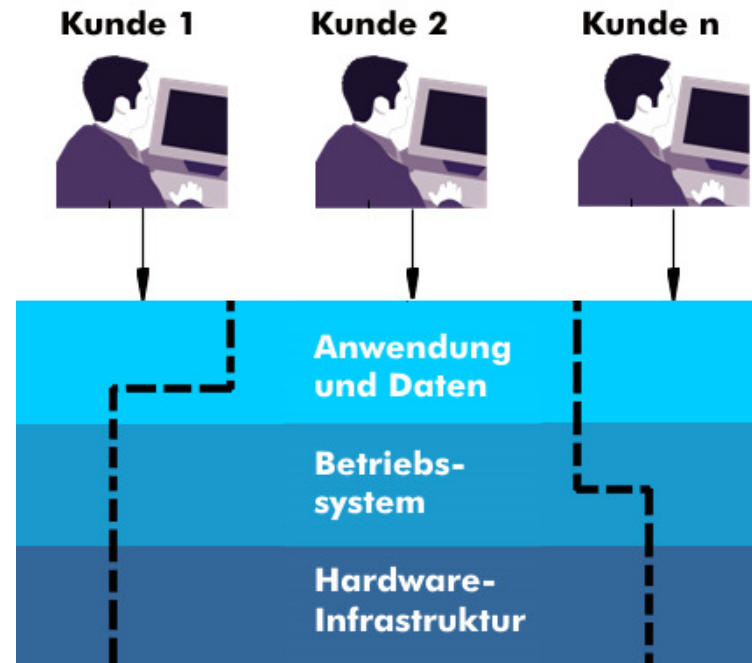 Kunde 1
Kunde 2
Kunde n
Anwendung
und Daten
Betriebs-
system
Hardware-
Infrastruktur